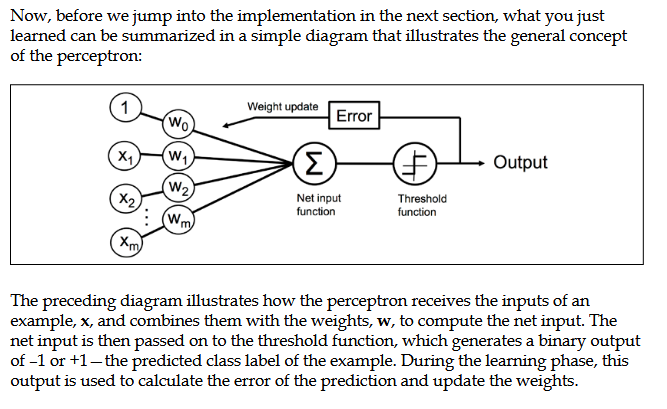 Now, before we jump into the implementation in the next section, what you just
learned can be summarized in a simple diagram that illustrates the general concept
of the perceptron:
1
W0
Weight update
Error
X1
W1
Σ
Output
X2
W2
Net input
function
Threshold
function
Wm
Xm
The preceding diagram illustrates how the perceptron receives the inputs of an
example, x, and combines them with the weights, w, to compute the net input. The
net input is then passed on to the threshold function, which generates a binary output
of –1 or +1—the predicted class label of the example. During the learning phase, this
output is used to calculate the error of the prediction and update the weights.